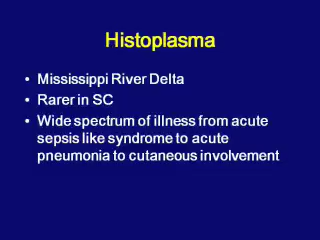 Histoplasma
• Mississippi River Delta
• Rarer in SC
• Wide spectrum of illness from acute
sepsis like syndrome to acute
pneumonia to cutaneous involvement